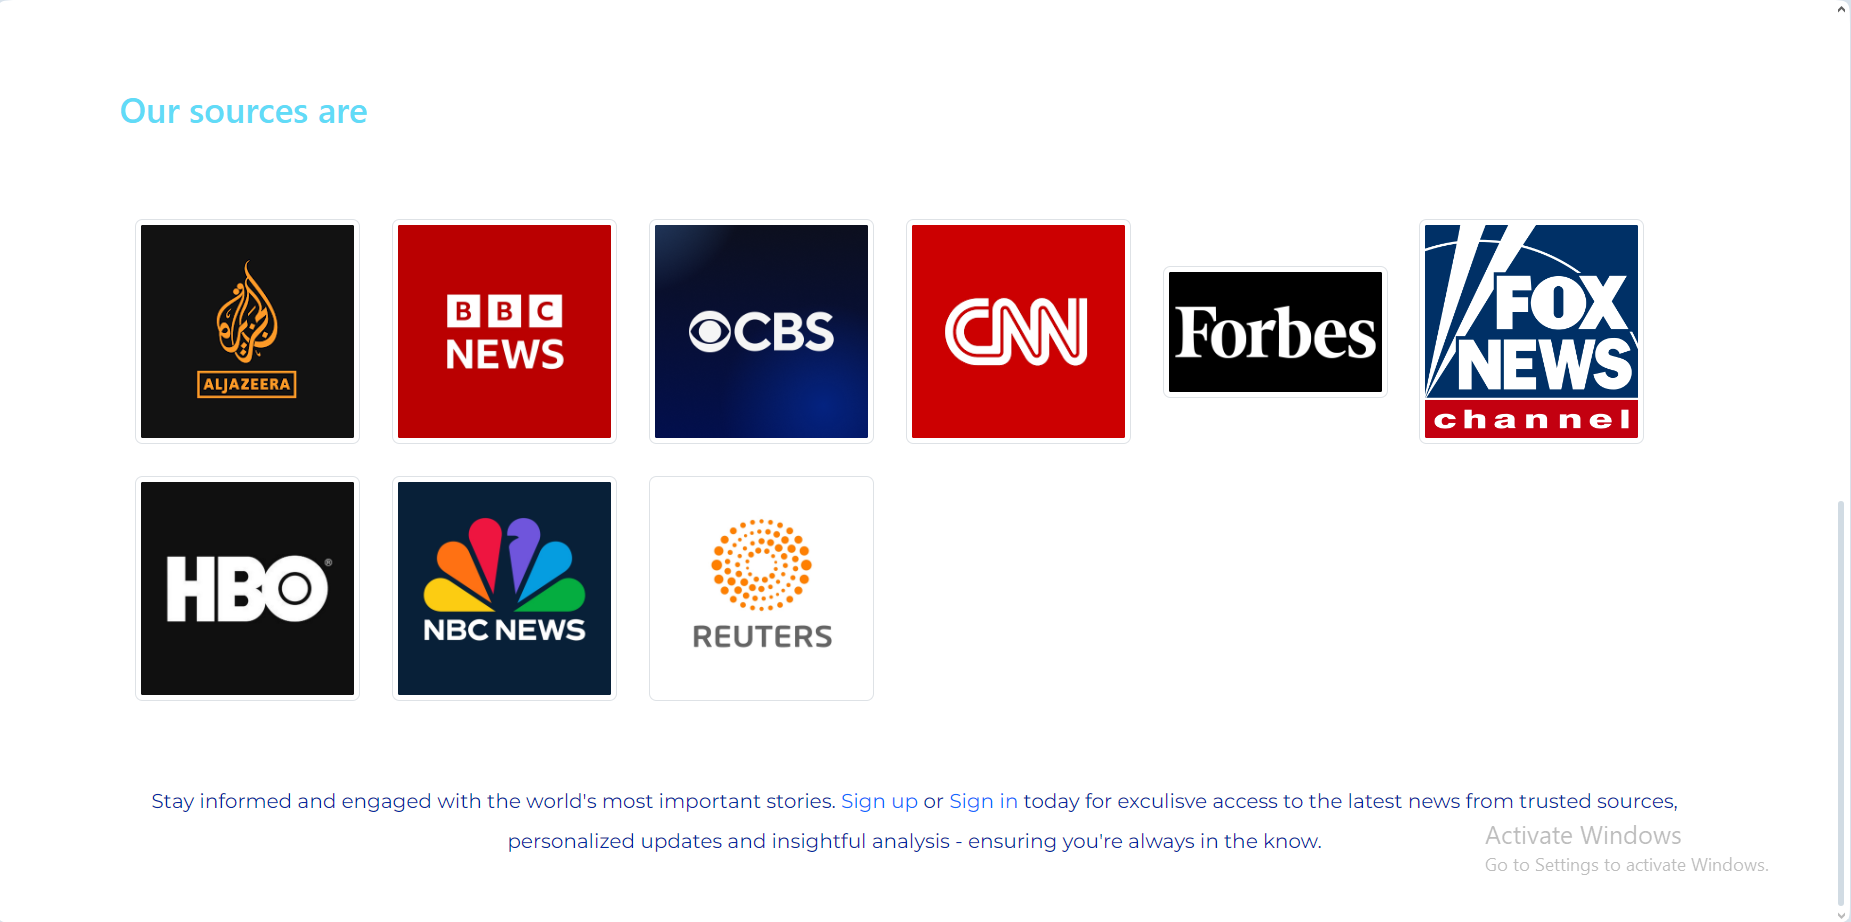 Our sources are
الجزيرة
ALJAZEERA
BBC
NEWS
CBS
CNN
Forbes
FOX
NEWS
channel
HBO®
NBC NEWS
REUTERS
Stay informed and engaged with the world's most important stories. Sign up or Sign in today for exculisve access to the latest news from trusted sources,
personalized updates and insightful analysis - ensuring you're always in the know.
Activate Windows
Go to Settings to activate Windows.